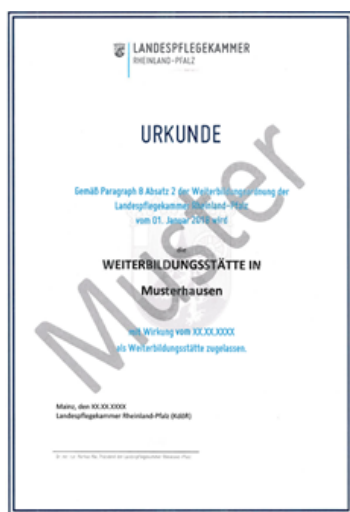 LANDESPFLEGEKAMMER
RHEINLAND-PFALZ
URKUNDE
Gemäß Paragraph 8 Absatz 2 der Weiterbildungsordnung der
Landespflegekammer Rheinland-Pfalz
vom 01. Januar 2018 wird
die
WEITERBILDUNGSSTÄTTE IN
Musterhausen
mit Wirkung vom XX.XX.XXXX
als Weiterbildungsstätte zugelassen.
Muster
Mainz, den XX.XX.XXXX
Landespflegekammer Rheinland-Pfalz (KdöR)